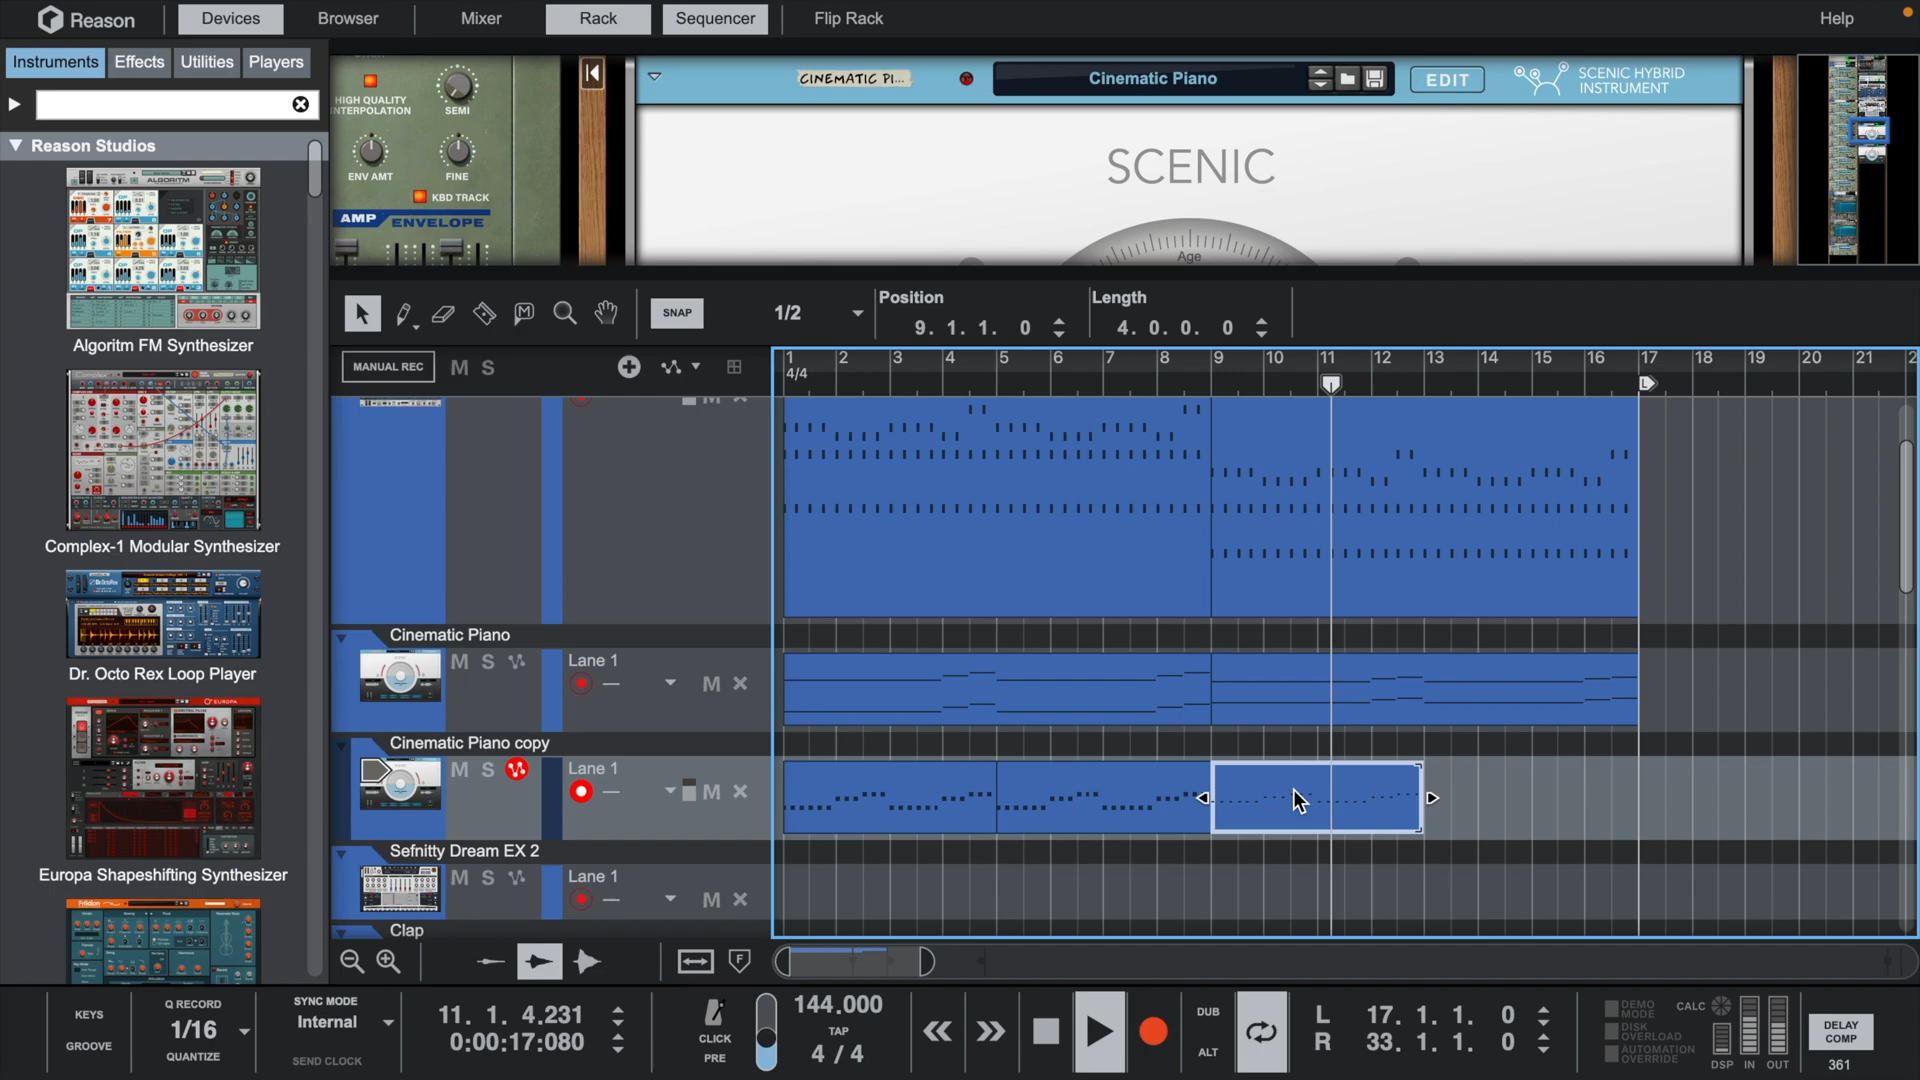 Reason
Devices
Browser
Mixer
Rack
Sequencer
Flip Rack
Help
Instruments
Effects
Utilities
Players
Reason Studios
ALGORITM
Algoritm FM Synthesizer
Complex-1 Modular Synthesizer
Dr. Octo Rex Loop Player
EUROPA
Europa Shapeshifting Synthesizer
HIGH QUALITY
INTERPOLATION
SEMI
ENV AMT
FINE
KBD TRACK
AMP ENVELOPE
CINEMATIC PI...
Cinematic Piano
EDIT
SCENIC HYBRID
INSTRUMENT
SCENIC
Age
SNAP
1/2
Position
9. 1. 1. 0
Length
4. 0. 0. 0
MANUAL REC
M S
1 2 3 4 5 6 7 8 9 10 11 12 13 14 15 16 17 18 19 20 21 2
4/4
Cinematic Piano
M S
Lane 1
M
Cinematic Piano copy
M S
Lane 1
M
Sefnitty Dream EX 2
M S
Lane 1
M
Clap
F
KEYS
GROOVE
Q RECORD
1/16
QUANTIZE
SYNC MODE
Internal
SEND CLOCK
11. 1. 4.231
0:00:17:080
CLICK
PRE
144.000
TAP
4 / 4
DUB
ALT
L 17. 1. 1. 0
R 33. 1. 1. 0
DEMO
MODE
DISK
OVERLOAD
AUTOMATION
OVERRIDE
CALC
DSP IN OUT
DELAY
COMP
361